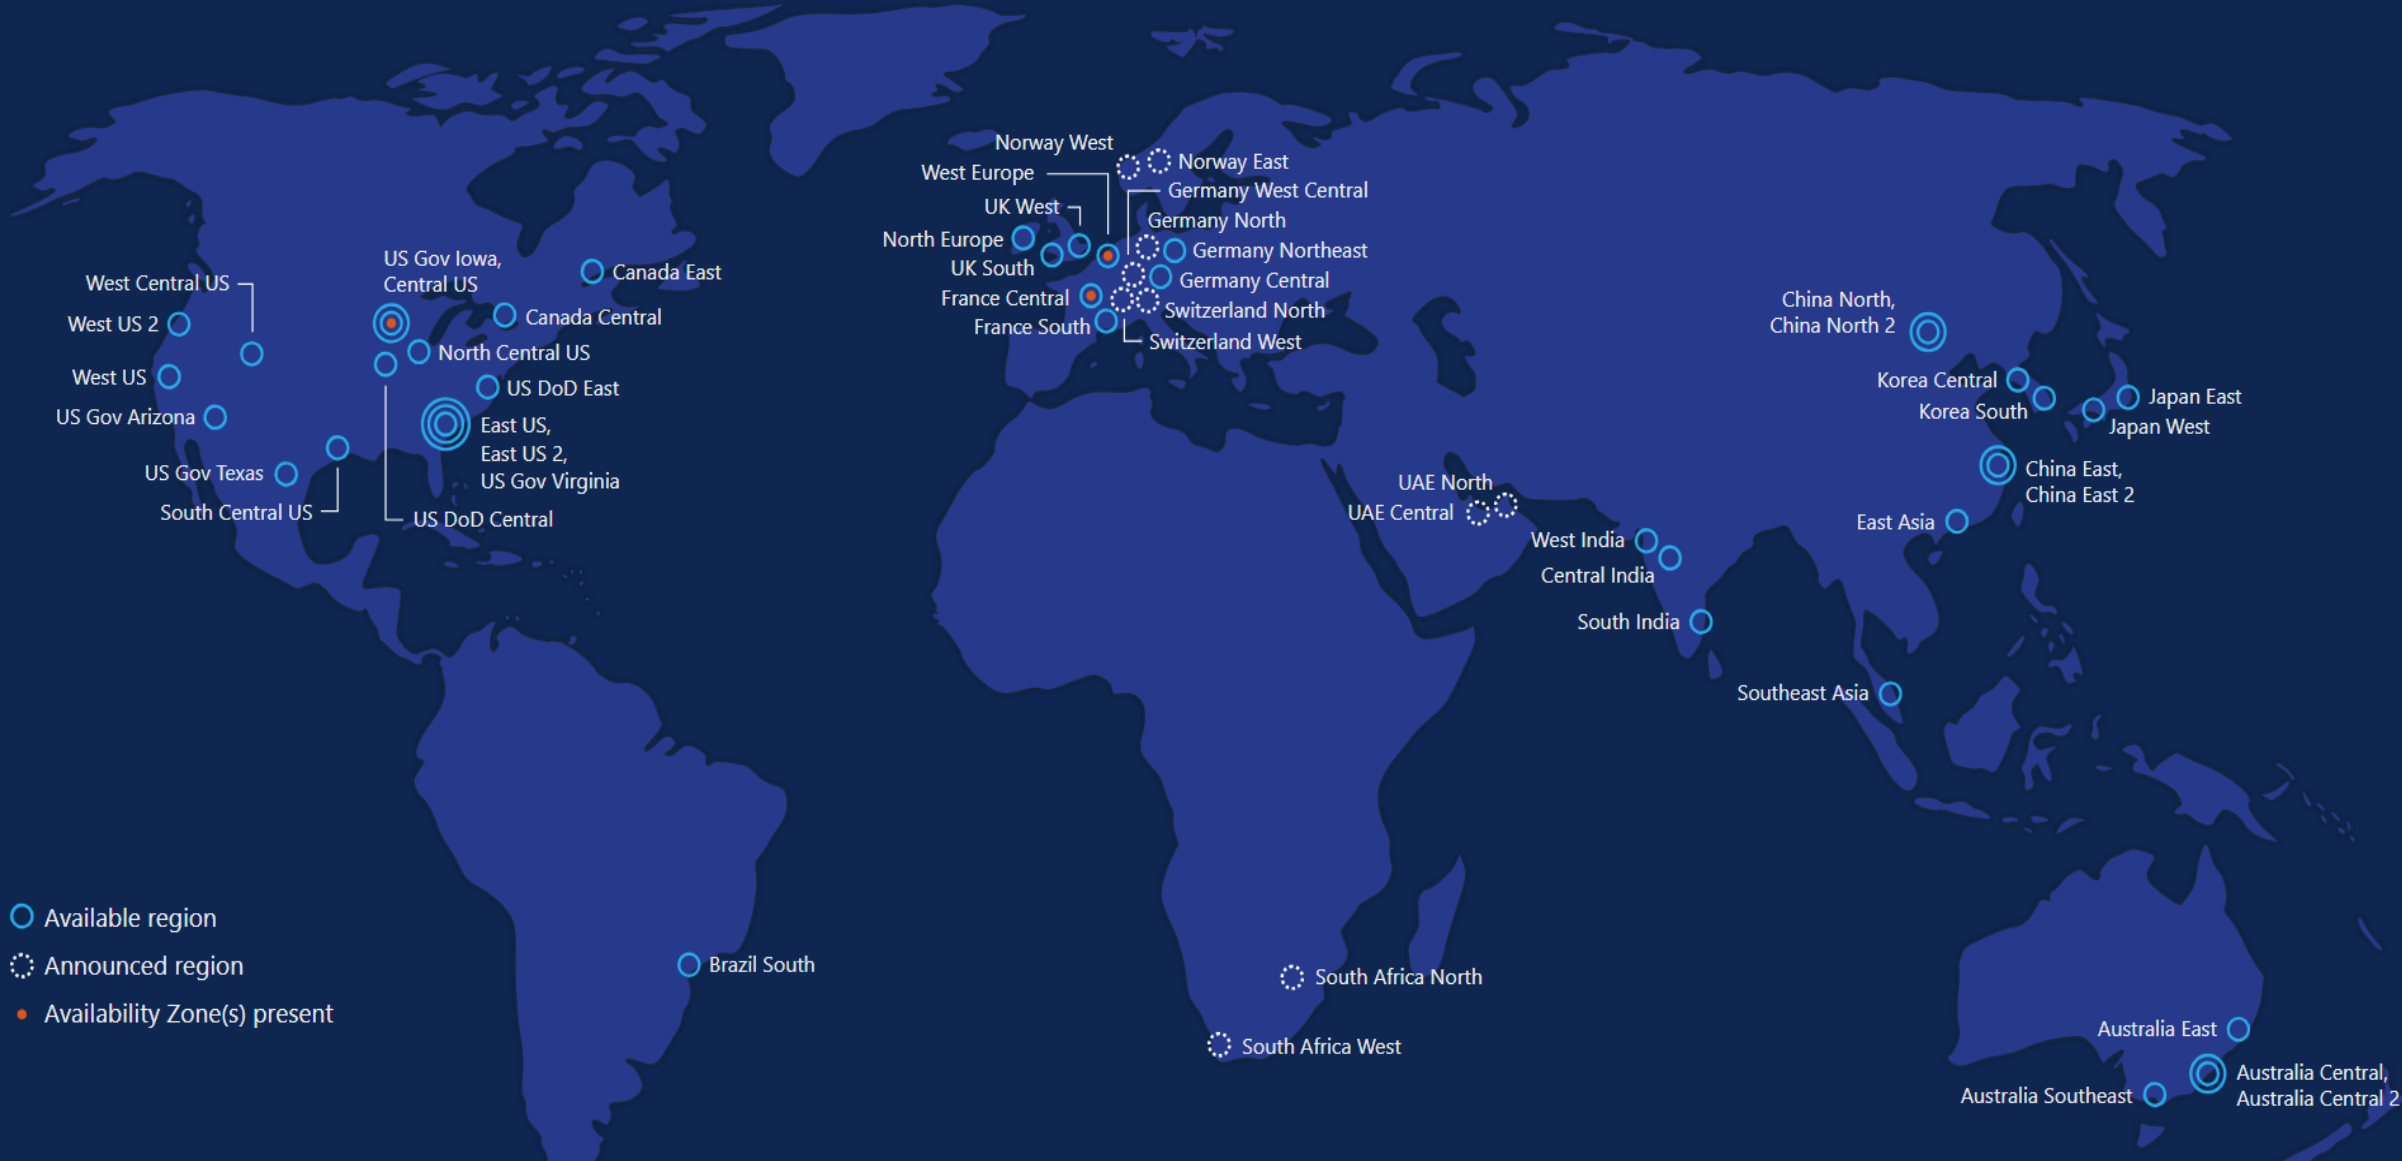 Norway West
Norway East
West Europe
Germany West Central
UK West
Germany North
North Europe
Germany Northeast
UK South
Germany Central
France Central
Switzerland North
France South
Switzerland West
US Gov Iowa,
Central US
Canada East
West Central US
West US 2
Canada Central
North Central US
West US
US DoD East
US Gov Arizona
East US,
East US 2,
US Gov Virginia
US Gov Texas
South Central US
US DoD Central
China North,
China North 2
Korea Central
Korea South
Japan East
Japan West
China East,
China East 2
East Asia
UAE North
UAE Central
West India
Central India
South India
Southeast Asia
Available region
Announced region
Availability Zone(s) present
Brazil South
South Africa North
South Africa West
Australia East
Australia Central,
Australia Central 2
Australia Southeast